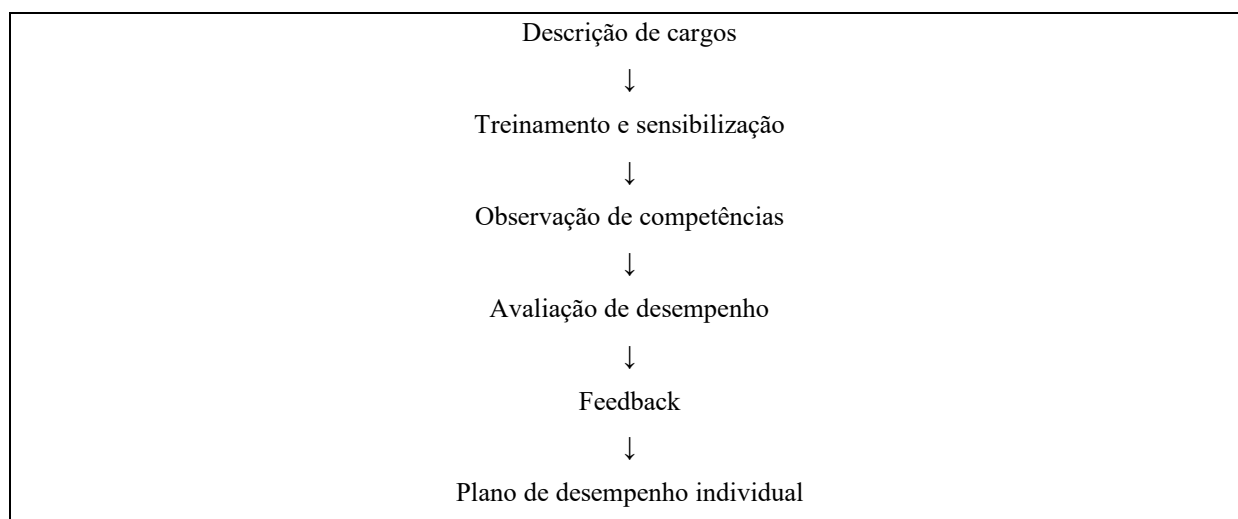 Descrição de cargos
↓
Treinamento e sensibilização
↓
Observação de competências
↓
Avaliação de desempenho
↓
Feedback
↓
Plano de desempenho individual